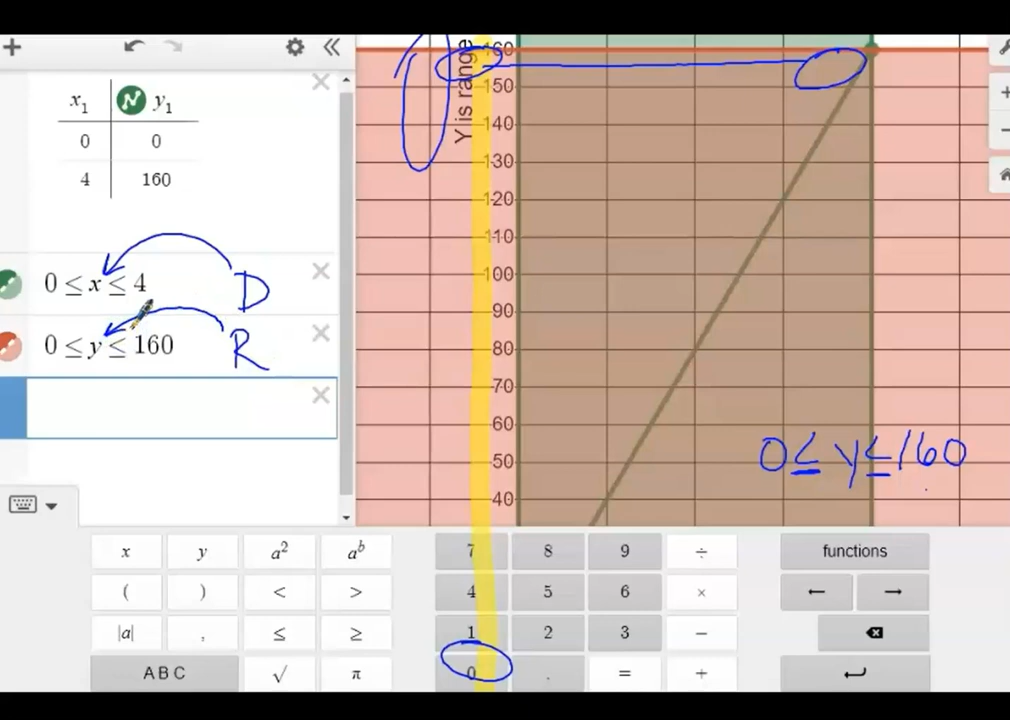 x₁ y₁
0 0
4 160
0 ≤ x ≤ 4 D
0 ≤ y ≤ 160 R
Y is range
160
150
140
130
120
110
100
90
80
70
60
50
40
0 ≤ y ≤ 160
x y a² aᵇ 7 8 9 ÷ functions
( ) < > 4 5 6 × ← →
|a| , ≤ ≥ 1 2 3 −
A B C √ π 0 . = +